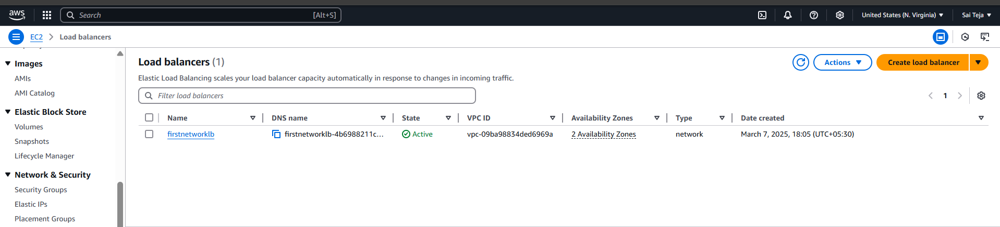 aws Search [Alt+S] United States (N. Virginia) Sai Teja
EC2 Load balancers
Images
AMIs
AMI Catalog
Elastic Block Store
Volumes
Snapshots
Lifecycle Manager
Network & Security
Security Groups
Elastic IPs
Placement Groups
Load balancers (1)
Actions
Create load balancer
Elastic Load Balancing scales your load balancer capacity automatically in response to changes in incoming traffic.
Filter load balancers
1
Name DNS name State VPC ID Availability Zones Type Date created
firstnetworklb firstnetworklb-4b6988211c... Active vpc-09ba98834ded6969a 2 Availability Zones network March 7, 2025, 18:05 (UTC+05:30)